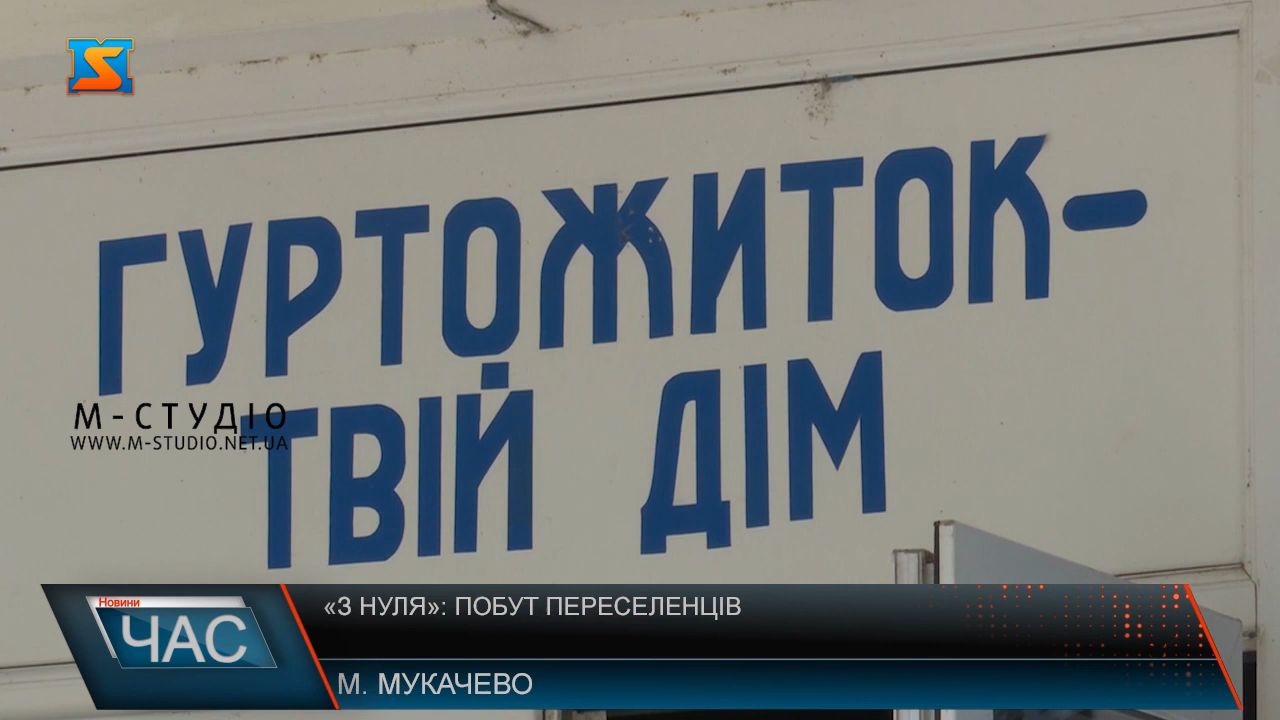 ГУРТОЖИТОК-
ТВІЙ ДІМ
М-СТУДІО
WWW.M-STUDIO.NET.UA
Новини
ЧАС
«З НУЛЯ»: ПОБУТ ПЕРЕСЕЛЕНЦІВ
М. МУКАЧЕВО